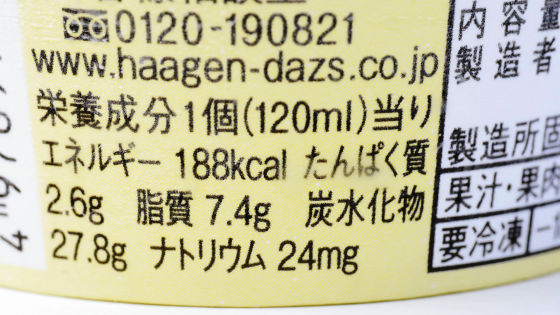 0120-190821
www.haagen-dazs.co.jp
栄養成分1個(120ml)当り
エネルギー 188kcal たんぱく質
2.6g 脂質 7.4g 炭水化物
27.8g ナトリウム 24mg
内容量
製造者
製造所固
果汁・果肉
要冷凍